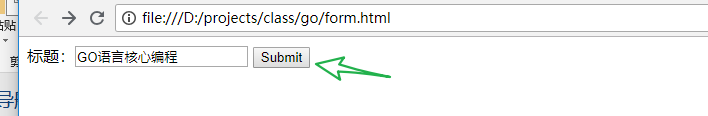 file:///D:/projects/class/go/form.html
标题：GO语言核心编程 Submit